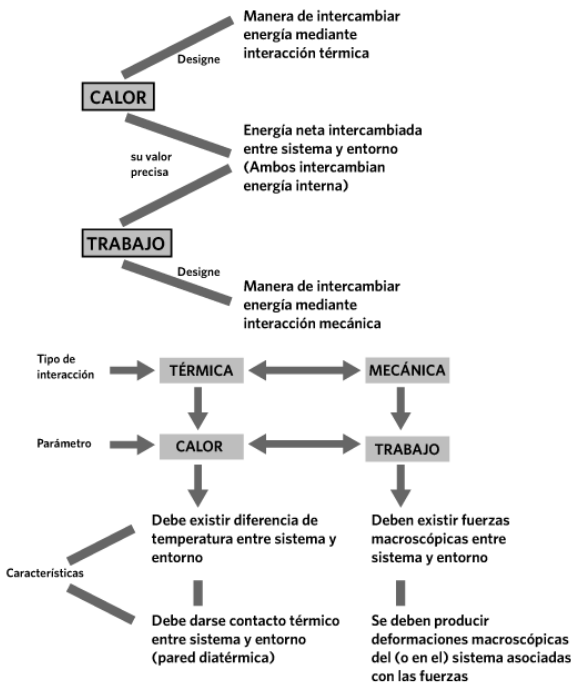 Manera de intercambiar
energía mediante
interacción térmica
Designe
CALOR
su valor
precisa
Energía neta intercambiada
entre sistema y entorno
(Ambos intercambian
energía interna)
TRABAJO
Designe
Manera de intercambiar
energía mediante
interacción mecánica
Tipo de
interacción
TÉRMICA
MECÁNICA
Parámetro
CALOR
TRABAJO
Características
Debe existir diferencia de
temperatura entre sistema y
entorno
Deben existir fuerzas
macroscópicas entre
sistema y entorno
Debe darse contacto térmico
entre sistema y entorno
(pared diatérmica)
Se deben producir
deformaciones macroscópicas
del (o en el) sistema asociadas
con las fuerzas